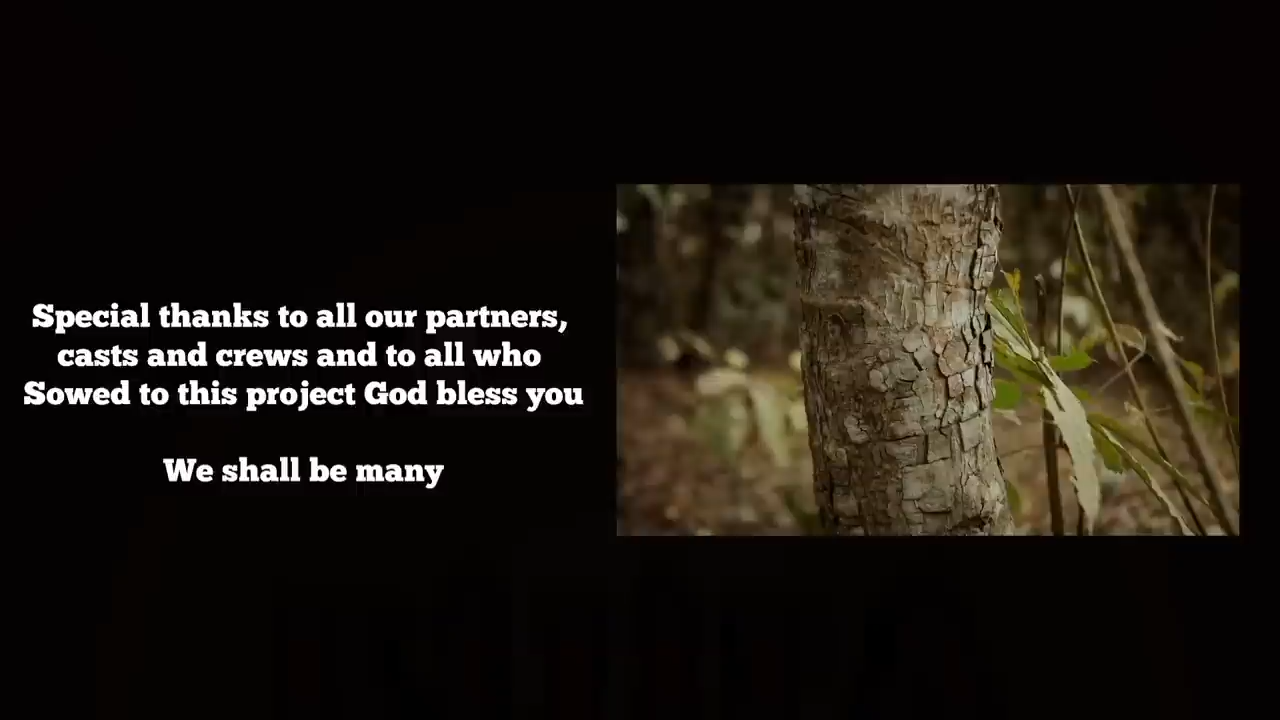 Special thanks to all our partners,
casts and crews and to all who
Sowed to this project God bless you
We shall be many